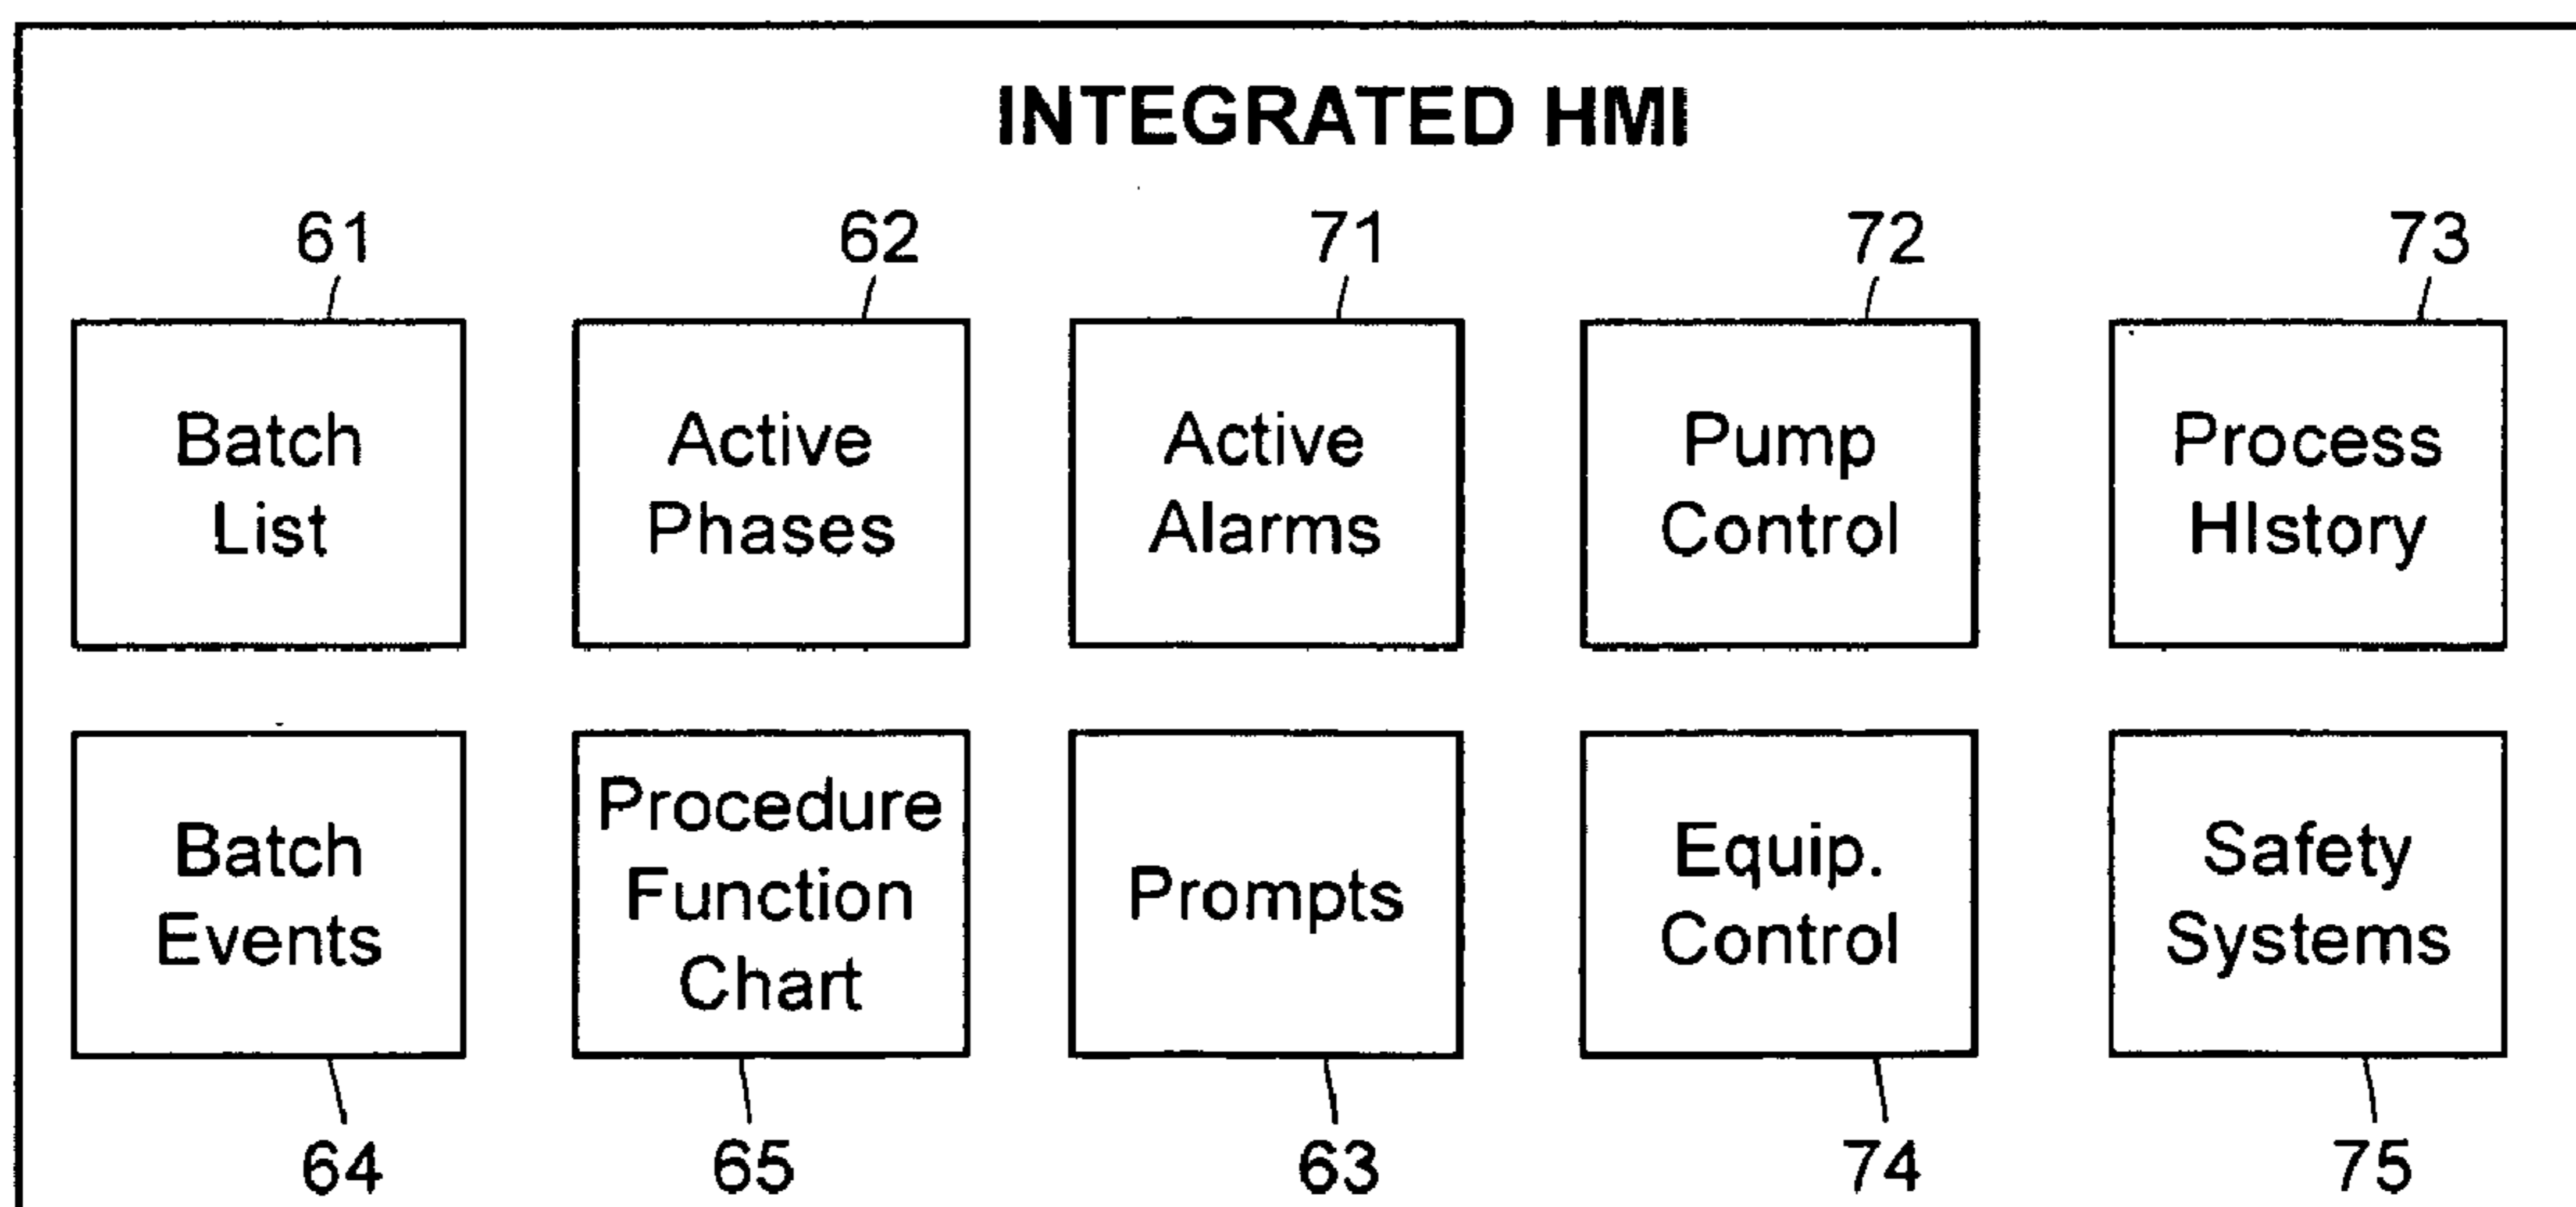 INTEGRATED HMI
61 62 71 72 73
Batch
List
Active
Phases
Active
Alarms
Pump
Control
Process
HIstory
Batch
Events
Procedure
Function
Chart
Prompts
Equip.
Control
Safety
Systems
64 65 63 74 75